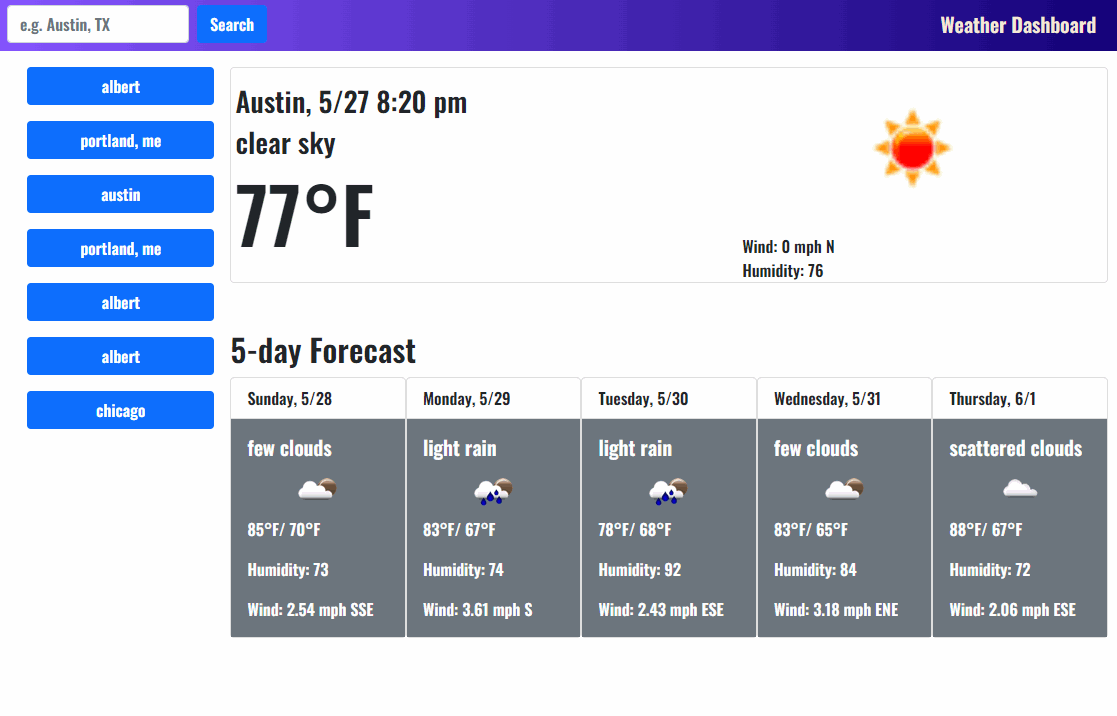 e.g. Austin, TX
Search
Weather Dashboard
albert
portland, me
austin
portland, me
albert
albert
chicago
Austin, 5/27 8:20 pm
clear sky
77°F
Wind: 0 mph N
Humidity: 76
5-day Forecast
Sunday, 5/28
few clouds
85°F/ 70°F
Humidity: 73
Wind: 2.54 mph SSE
Monday, 5/29
light rain
83°F/ 67°F
Humidity: 74
Wind: 3.61 mph S
Tuesday, 5/30
light rain
78°F/ 68°F
Humidity: 92
Wind: 2.43 mph ESE
Wednesday, 5/31
few clouds
83°F/ 65°F
Humidity: 84
Wind: 3.18 mph ENE
Thursday, 6/1
scattered clouds
88°F/ 67°F
Humidity: 72
Wind: 2.06 mph ESE